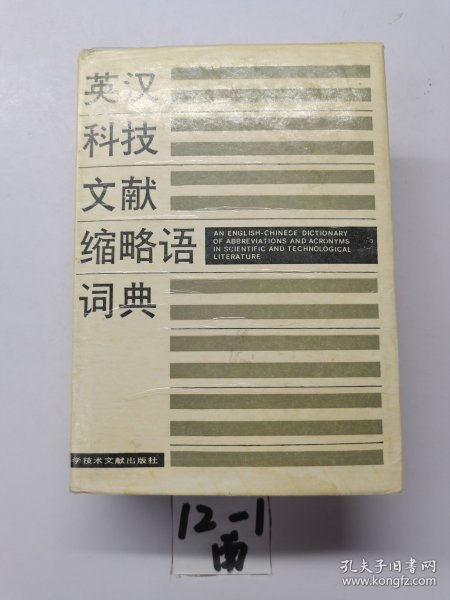 英汉
科技
文献
缩略语
词典
AN ENGLISH-CHINESE DICTIONARY
OF ABBREVIATIONS AND ACRONYMS
IN SCIENTIFIC AND TECHNOLOGICAL
LITERATURE
学技术文献出版社
12-1
南
孔夫子旧书网
www.kongfz.com